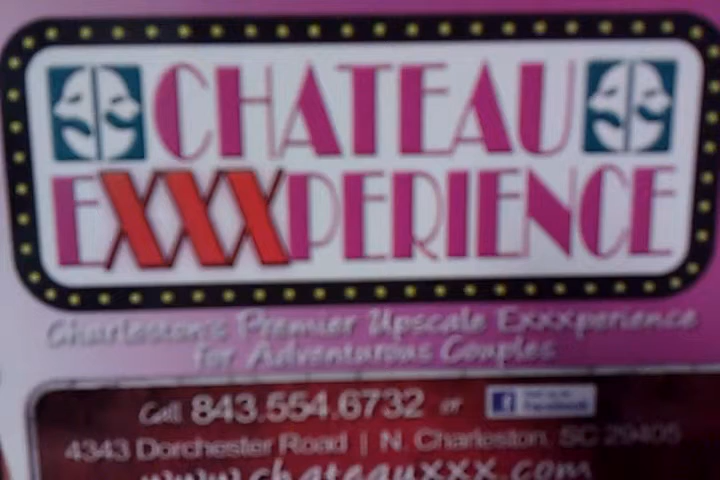 CHATEAU
EXXXPERIENCE
Charleston's Premier Upscale Exxxperience
for Adventurous Couples
Call 843.554.6732 or
4343 Dorchester Road | N. Charleston, SC 29405
www.chateauxxx.com